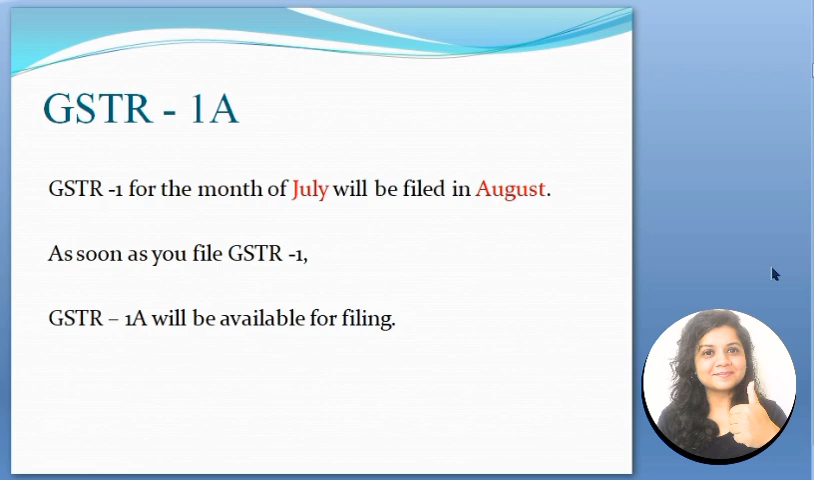 GSTR - 1A
GSTR -1 for the month of July will be filed in August.
As soon as you file GSTR -1,
GSTR – 1A will be available for filing.